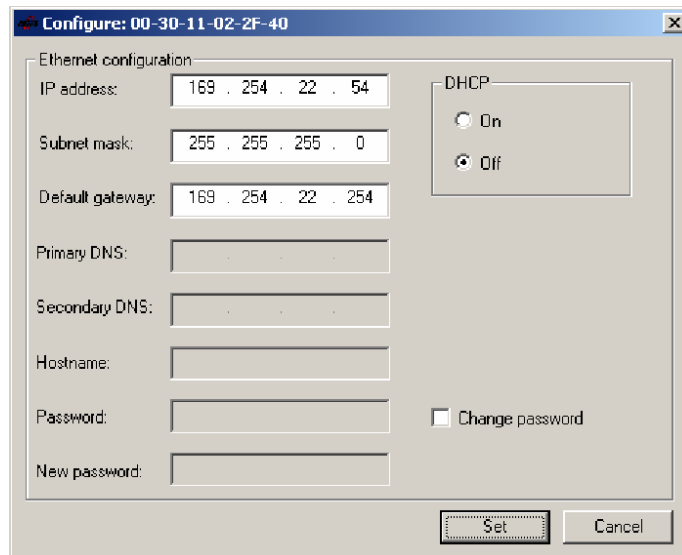 Configure: 00-30-11-02-2F-40
Ethernet configuration
IP address: 169 . 254 . 22 . 54
DHCP
On
Off
Subnet mask: 255 . 255 . 255 . 0
Default gateway: 169 . 254 . 22 . 254
Primary DNS:
Secondary DNS:
Hostname:
Password:
Change password
New password:
Set
Cancel